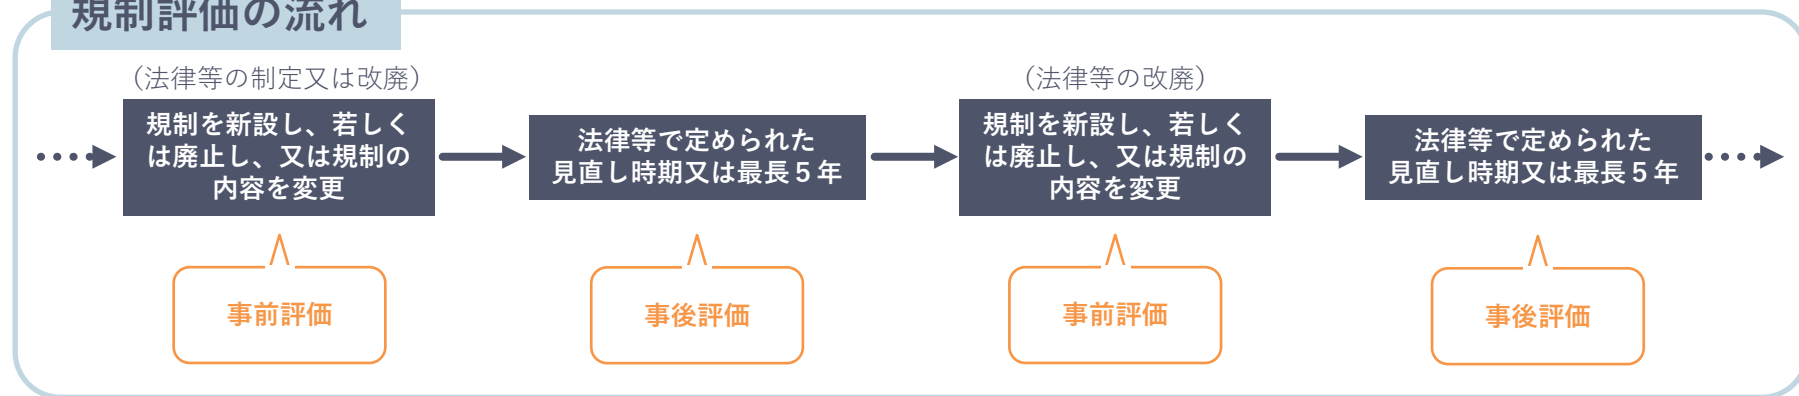 規制評価の流れ
（法律等の制定又は改廃）
規制を新設し、若しく
は廃止し、又は規制の
内容を変更
法律等で定められた
見直し時期又は最長５年
（法律等の改廃）
規制を新設し、若しく
は廃止し、又は規制の
内容を変更
法律等で定められた
見直し時期又は最長５年
事前評価
事後評価
事前評価
事後評価